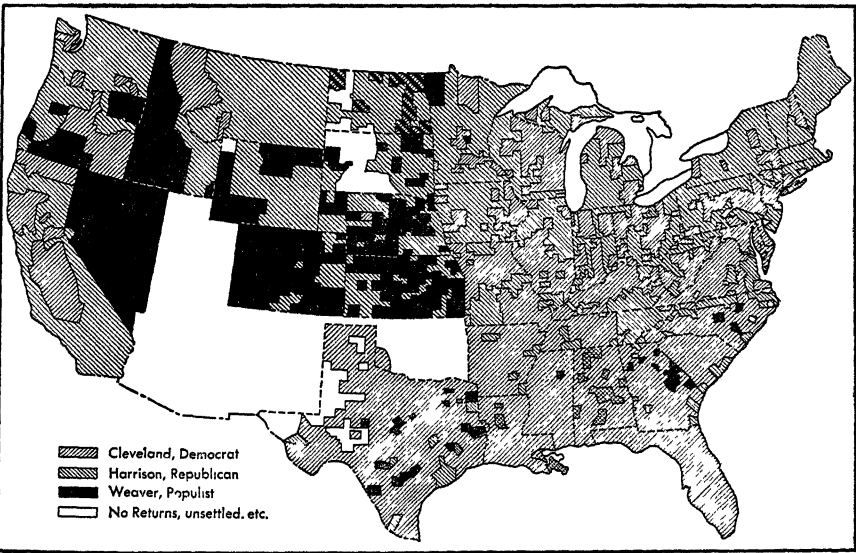 Cleveland, Democrat
Harrison, Republican
Weaver, Populist
No Returns, unsettled. etc.